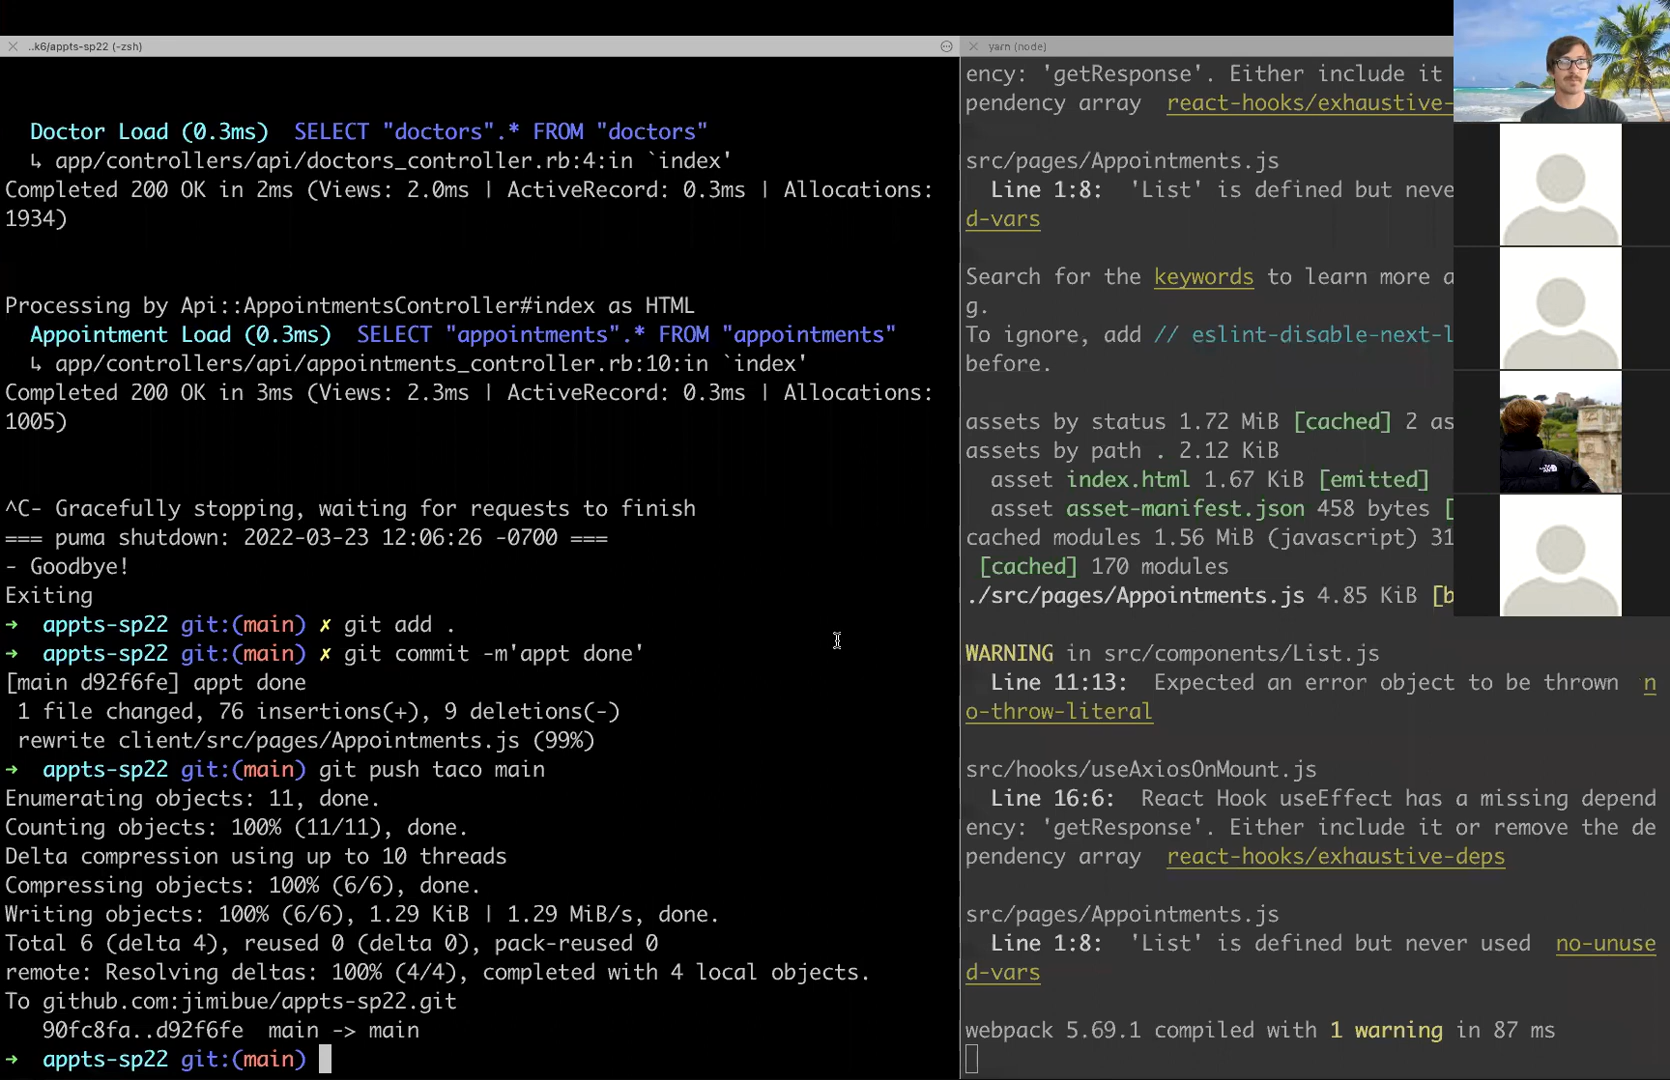 ..k6/appts-sp22 (-zsh)
Doctor Load (0.3ms)  SELECT "doctors".* FROM "doctors"
↳ app/controllers/api/doctors_controller.rb:4:in `index'
Completed 200 OK in 2ms (Views: 2.0ms | ActiveRecord: 0.3ms | Allocations:
1934)
Processing by Api::AppointmentsController#index as HTML
Appointment Load (0.3ms)  SELECT "appointments".* FROM "appointments"
↳ app/controllers/api/appointments_controller.rb:10:in `index'
Completed 200 OK in 3ms (Views: 2.3ms | ActiveRecord: 0.3ms | Allocations:
1005)
^C- Gracefully stopping, waiting for requests to finish
=== puma shutdown: 2022-03-23 12:06:26 -0700 ===
- Goodbye!
Exiting
→ appts-sp22 git:(main) ✗ git add .
→ appts-sp22 git:(main) ✗ git commit -m'appt done'
[main d92f6fe] appt done
1 file changed, 76 insertions(+), 9 deletions(-)
rewrite client/src/pages/Appointments.js (99%)
→ appts-sp22 git:(main) git push taco main
Enumerating objects: 11, done.
Counting objects: 100% (11/11), done.
Delta compression using up to 10 threads
Compressing objects: 100% (6/6), done.
Writing objects: 100% (6/6), 1.29 KiB | 1.29 MiB/s, done.
Total 6 (delta 4), reused 0 (delta 0), pack-reused 0
remote: Resolving deltas: 100% (4/4), completed with 4 local objects.
To github.com:jimibue/appts-sp22.git
90fc8fa..d92f6fe  main -> main
→ appts-sp22 git:(main)
yarn (node)
ency: 'getResponse'. Either include it
pendency array  react-hooks/exhaustive-
src/pages/Appointments.js
Line 1:8:  'List' is defined but neve
d-vars
Search for the keywords to learn more a
g.
To ignore, add // eslint-disable-next-l
before.
assets by status 1.72 MiB [cached] 2 as
assets by path . 2.12 KiB
asset index.html 1.67 KiB [emitted]
asset asset-manifest.json 458 bytes [
cached modules 1.56 MiB (javascript) 31
[cached] 170 modules
./src/pages/Appointments.js 4.85 KiB [b
WARNING in src/components/List.js
Line 11:13:  Expected an error object to be thrown  n
o-throw-literal
src/hooks/useAxiosOnMount.js
Line 16:6:  React Hook useEffect has a missing depend
ency: 'getResponse'. Either include it or remove the de
pendency array  react-hooks/exhaustive-deps
src/pages/Appointments.js
Line 1:8:  'List' is defined but never used  no-unuse
d-vars
webpack 5.69.1 compiled with 1 warning in 87 ms